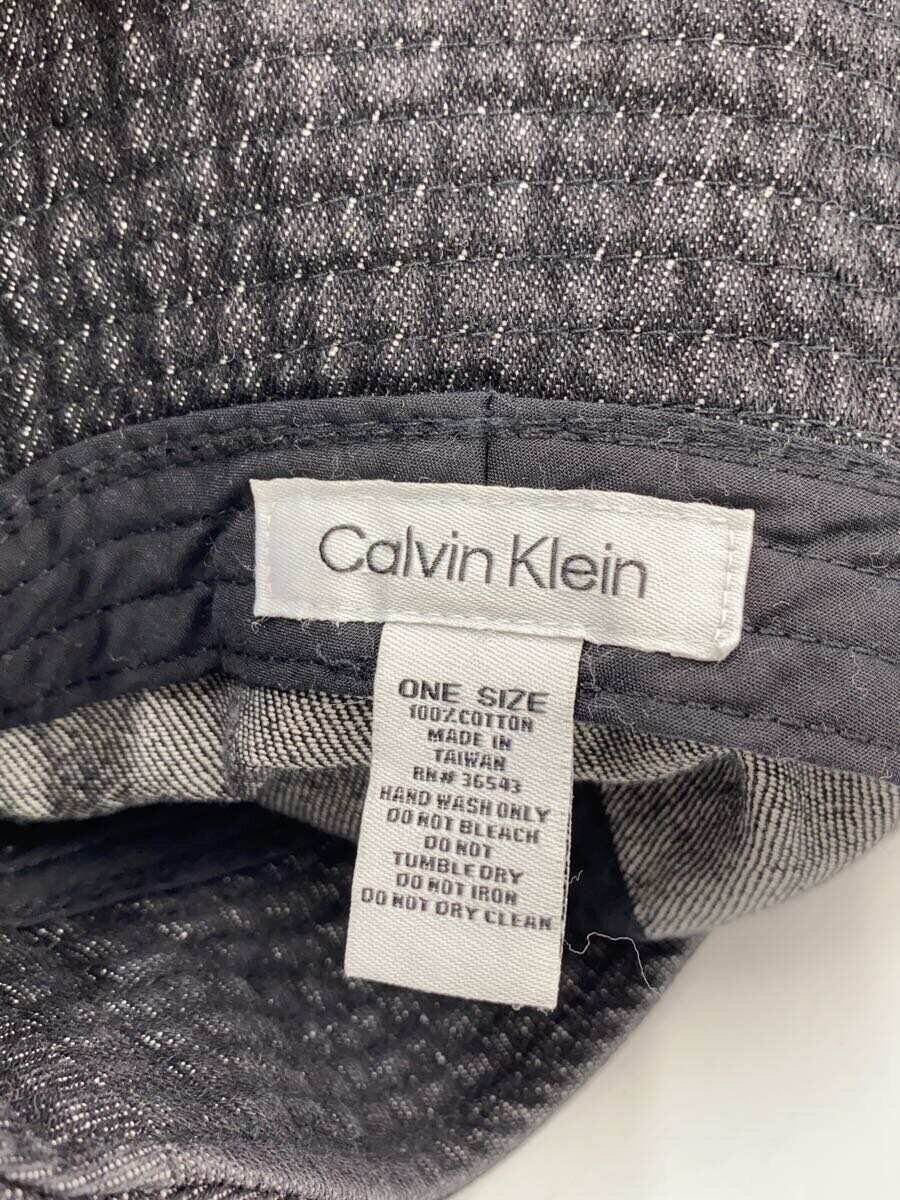 Calvin Klein
ONE SIZE
100%COTTON
MADE IN
TAIWAN
RN# 36543
HAND WASH ONLY
DO NOT BLEACH
DO NOT
TUMBLE DRY
DO NOT IRON
DO NOT DRY CLEAN